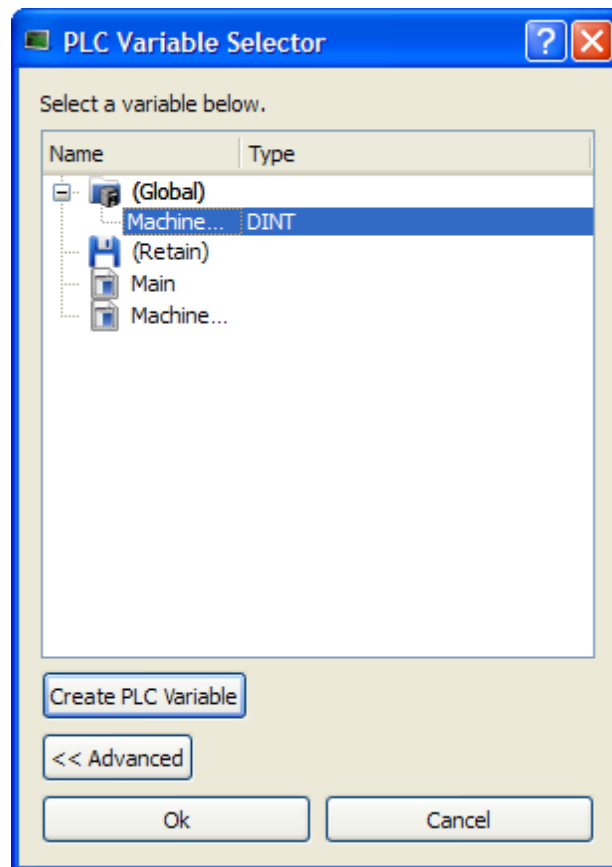 PLC Variable Selector
Select a variable below.
Name Type
(Global)
Machine... DINT
(Retain)
Main
Machine...
Create PLC Variable
<< Advanced
Ok Cancel